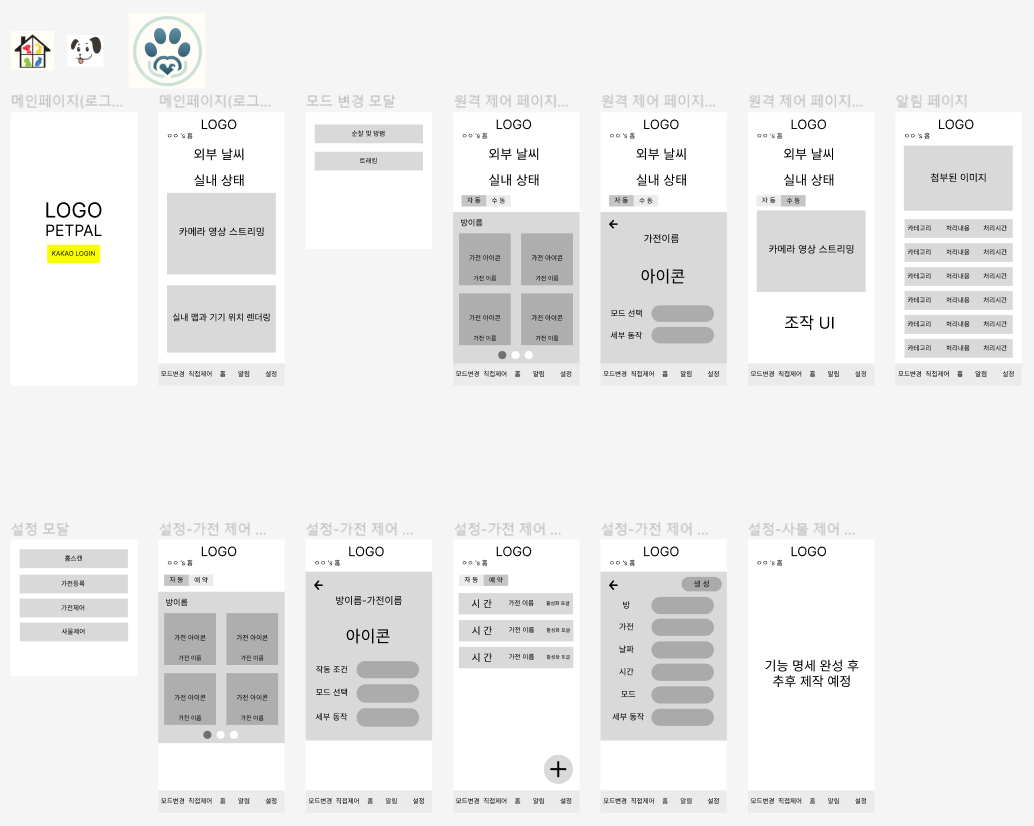 메인페이지(로그...
LOGO
PETPAL
KAKAO LOGIN
메인페이지(로그...
LOGO
ㅇㅇ 's 홈
외부 날씨
실내 상태
카메라 영상 스트리밍
실내 맵과 기기 위치 렌더링
모드변경 직접제어 홈 알림 설정
모드 변경 모달
순찰 및 방범
트래킹
원격 제어 페이지...
LOGO
ㅇㅇ 's 홈
외부 날씨
실내 상태
자동 수동
방이름
가전 아이콘 가전 아이콘
가전 이름 가전 이름
가전 아이콘 가전 아이콘
가전 이름 가전 이름
모드변경 직접제어 홈 알림 설정
원격 제어 페이지...
LOGO
ㅇㅇ 's 홈
외부 날씨
실내 상태
자동 수동
가전이름
아이콘
모드 선택
세부 동작
모드변경 직접제어 홈 알림 설정
원격 제어 페이지...
LOGO
ㅇㅇ 's 홈
외부 날씨
실내 상태
자동 수동
카메라 영상 스트리밍
조작 UI
모드변경 직접제어 홈 알림 설정
알림 페이지
LOGO
ㅇㅇ 's 홈
첨부된 이미지
카테고리 처리내용 처리시간
카테고리 처리내용 처리시간
카테고리 처리내용 처리시간
카테고리 처리내용 처리시간
카테고리 처리내용 처리시간
카테고리 처리내용 처리시간
모드변경 직접제어 홈 알림 설정
설정 모달
홈스캔
가전등록
가전제어
사물제어
설정-가전 제어 ...
LOGO
ㅇㅇ 's 홈
자동 예약
방이름
가전 아이콘 가전 아이콘
가전 이름 가전 이름
가전 아이콘 가전 아이콘
가전 이름 가전 이름
모드변경 직접제어 홈 알림 설정
설정-가전 제어 ...
LOGO
ㅇㅇ 's 홈
방이름-가전이름
아이콘
작동 조건
모드 선택
세부 동작
모드변경 직접제어 홈 알림 설정
설정-가전 제어 ...
LOGO
ㅇㅇ 's 홈
자동 예약
시간 가전 이름 활성화 토글
시간 가전 이름 활성화 토글
시간 가전 이름 활성화 토글
모드변경 직접제어 홈 알림 설정
설정-가전 제어 ...
LOGO
ㅇㅇ 's 홈
생성
방
가전
날짜
시간
모드
세부 동작
모드변경 직접제어 홈 알림 설정
설정-사물 제어 ...
LOGO
ㅇㅇ 's 홈
기능 명세 완성 후
추후 제작 예정
모드변경 직접제어 홈 알림 설정